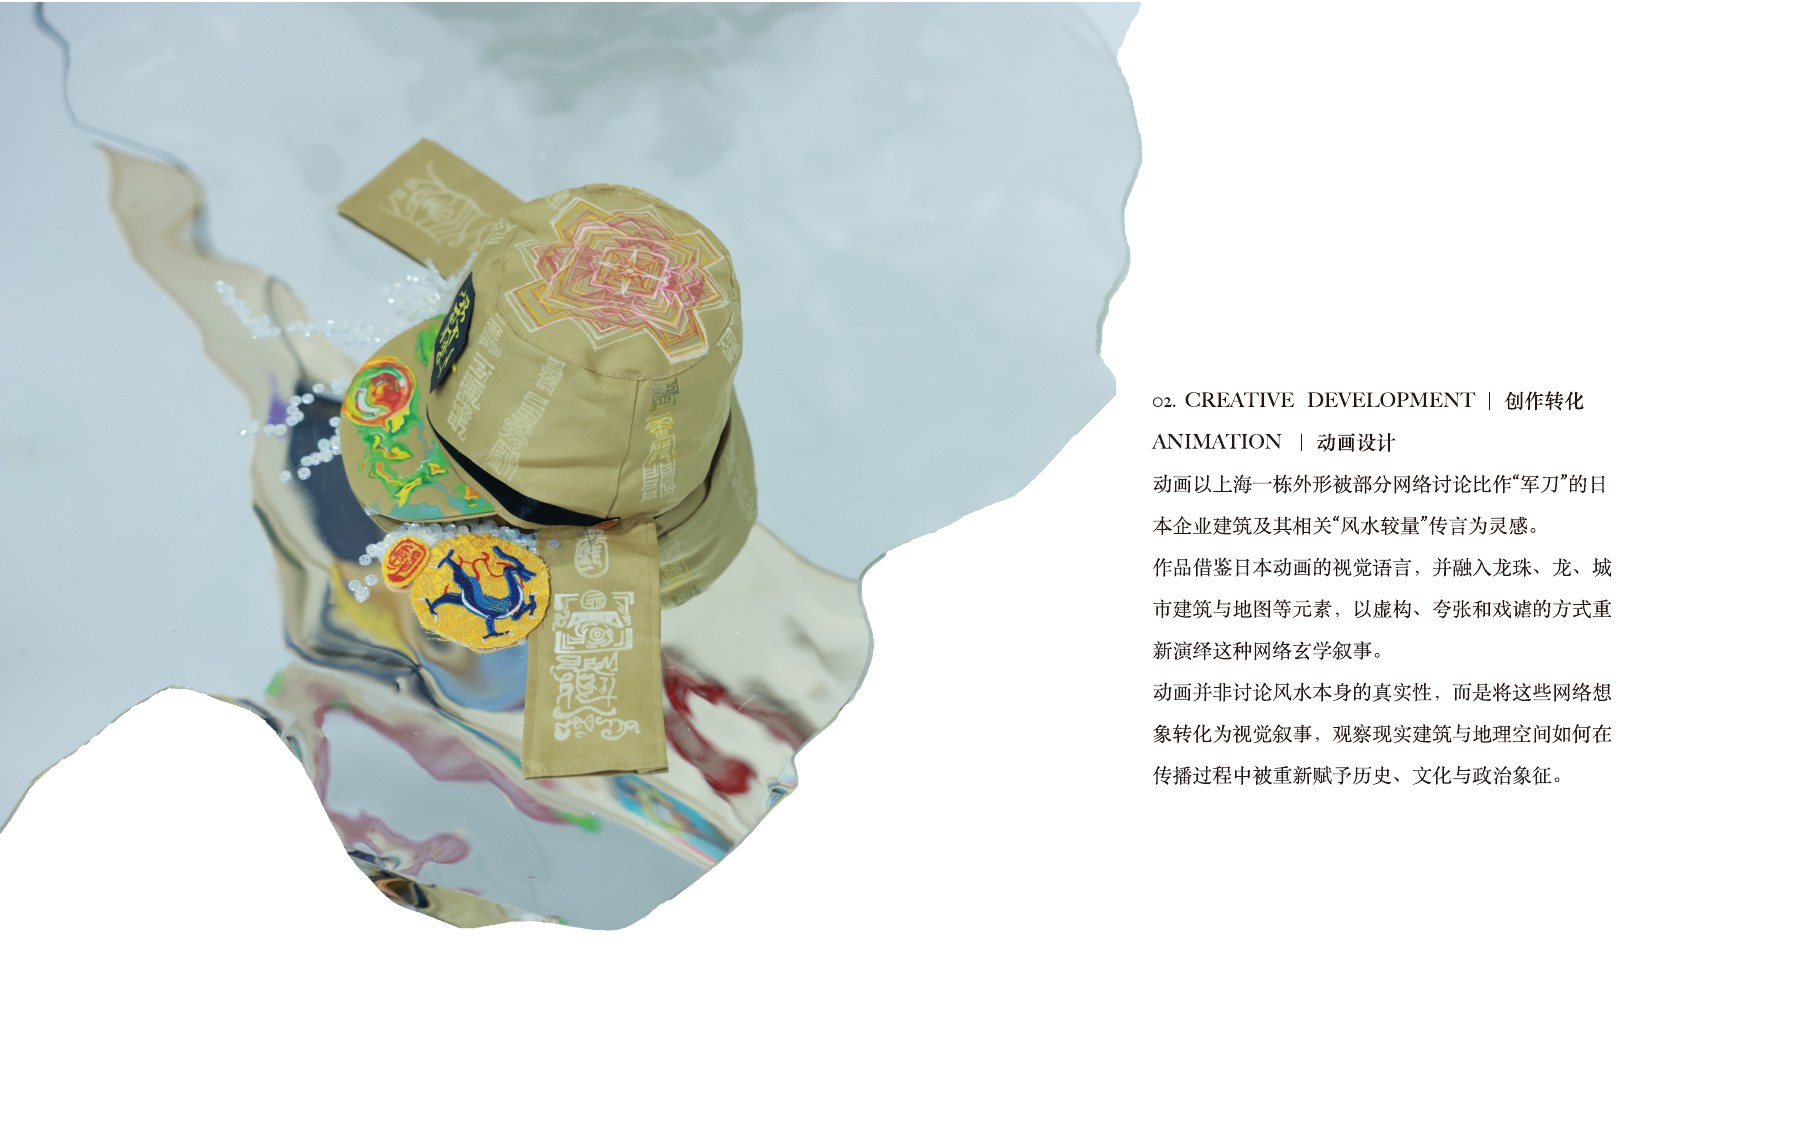 02. CREATIVE DEVELOPMENT | 创作转化
ANIMATION | 动画设计
动画以上海一栋外形被部分网络讨论比作“军刀”的日
本企业建筑及其相关“风水较量”传言为灵感。
作品借鉴日本动画的视觉语言，并融入龙珠、龙、城
市建筑与地图等元素，以虚构、夸张和戏谑的方式重
新演绎这种网络玄学叙事。
动画并非讨论风水本身的真实性，而是将这些网络想
象转化为视觉叙事，观察现实建筑与地理空间如何在
传播过程中被重新赋予历史、文化与政治象征。